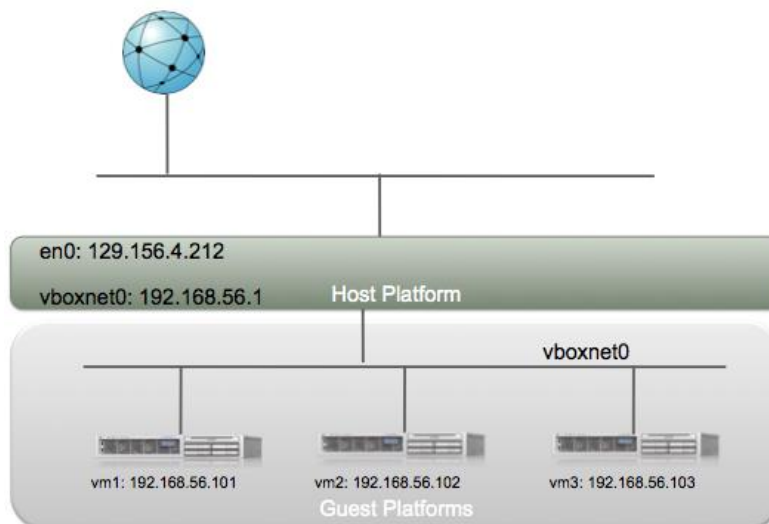 en0: 129.156.4.212
vboxnet0: 192.168.56.1
Host Platform
vboxnet0
vm1: 192.168.56.101
vm2: 192.168.56.102
vm3: 192.168.56.103
Guest Platforms